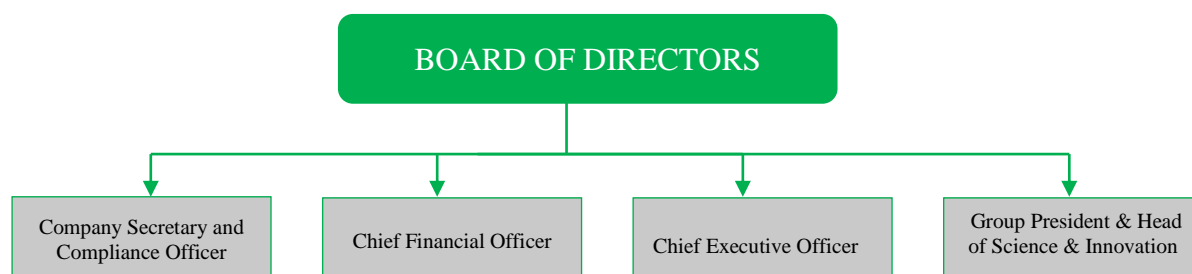 BOARD OF DIRECTORS
Company Secretary and
Compliance Officer
Chief Financial Officer
Chief Executive Officer
Group President & Head
of Science & Innovation